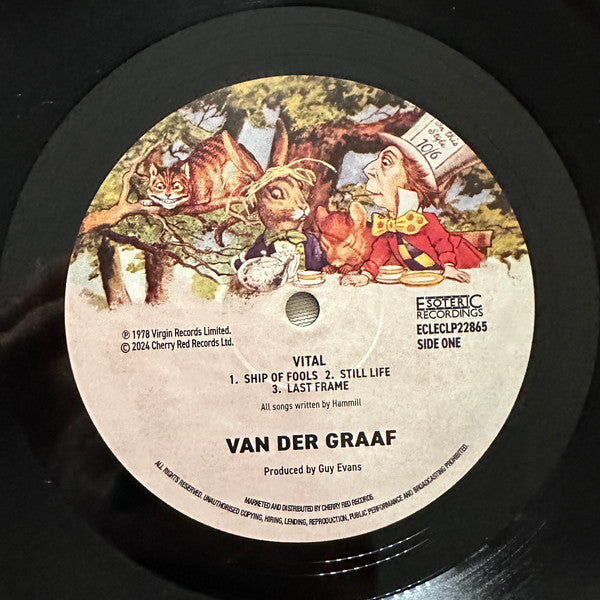 In this
Style
10/6
ESOTERIC
RECORDINGS
ECLECLP22865
SIDE ONE
℗ 1978 Virgin Records Limited.
© 2024 Cherry Red Records Ltd.
VITAL
1. SHIP OF FOOLS 2. STILL LIFE
3. LAST FRAME
All songs written by Hammill
VAN DER GRAAF
Produced by Guy Evans
MARKETED AND DISTRIBUTED BY CHERRY RED RECORDS
ALL RIGHTS RESERVED. UNAUTHORISED COPYING, HIRING, LENDING, REPRODUCTION, PUBLIC PERFORMANCE AND BROADCASTING PROHIBITED.